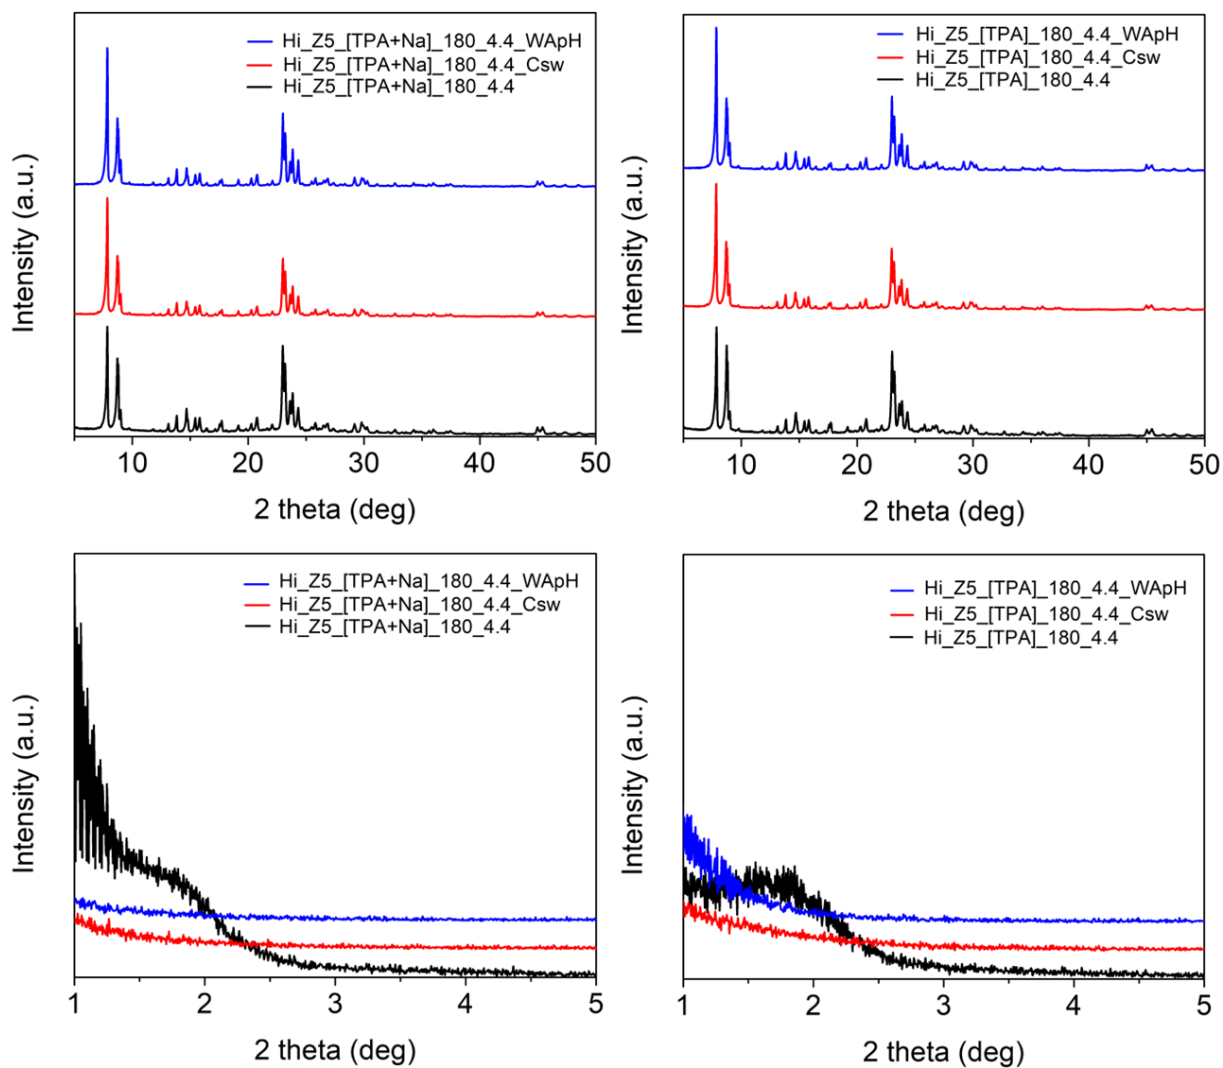 Hi_Z5_[TPA+Na]_180_4.4_WApH
Hi_Z5_[TPA+Na]_180_4.4_Csw
Hi_Z5_[TPA+Na]_180_4.4
Intensity (a.u.)
10 20 30 40 50
2 theta (deg)
Hi_Z5_[TPA]_180_4.4_WApH
Hi_Z5_[TPA]_180_4.4_Csw
Hi_Z5_[TPA]_180_4.4
Intensity (a.u.)
10 20 30 40 50
2 theta (deg)
Hi_Z5_[TPA+Na]_180_4.4_WApH
Hi_Z5_[TPA+Na]_180_4.4_Csw
Hi_Z5_[TPA+Na]_180_4.4
Intensity (a.u.)
1 2 3 4 5
2 theta (deg)
Hi_Z5_[TPA]_180_4.4_WApH
Hi_Z5_[TPA]_180_4.4_Csw
Hi_Z5_[TPA]_180_4.4
Intensity (a.u.)
1 2 3 4 5
2 theta (deg)